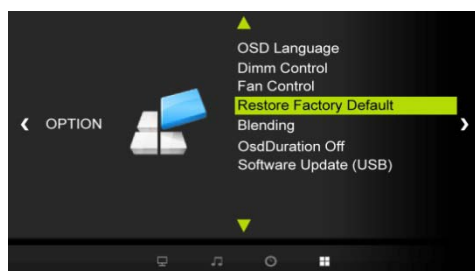 OSD Language
Dimm Control
Fan Control
Restore Factory Default
OPTION
Blending
OsdDuration Off
Software Update (USB)